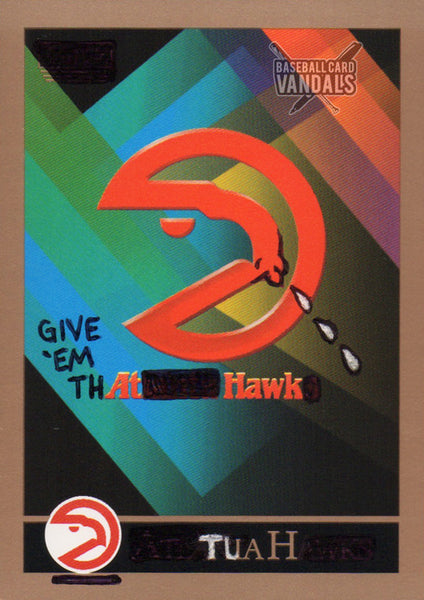 BASEBALL CARD
VANDALS
GIVE
'EM
THAt Hawk
TUAH